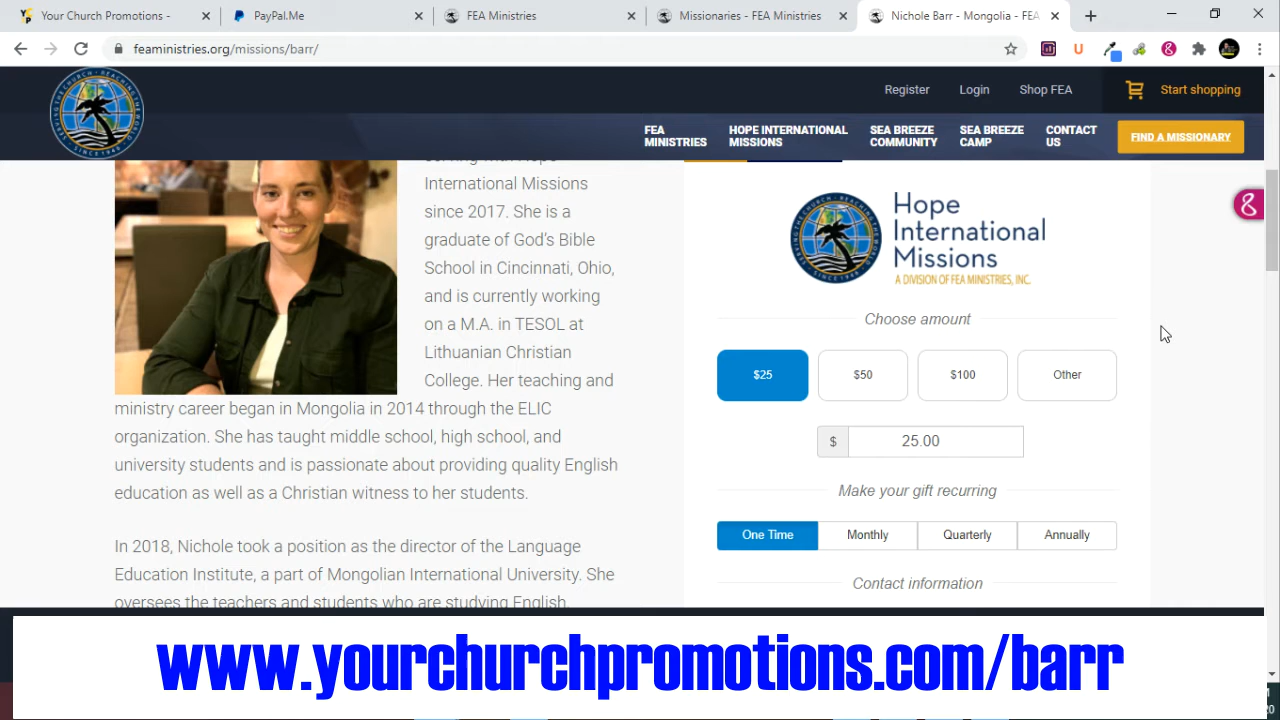 Your Church Promotions -
PayPal.Me
FEA Ministries
Missionaries - FEA Ministries
Nichole Barr - Mongolia - FEA
feaministries.org/missions/barr/
Register
Login
Shop FEA
Start shopping
FEA MINISTRIES
HOPE INTERNATIONAL MISSIONS
SEA BREEZE COMMUNITY
SEA BREEZE CAMP
CONTACT US
FIND A MISSIONARY
serving with Hope
International Missions
since 2017. She is a
graduate of God's Bible
School in Cincinnati, Ohio,
and is currently working
on a M.A. in TESOL at
Lithuanian Christian
College. Her teaching and
ministry career began in Mongolia in 2014 through the ELIC
organization. She has taught middle school, high school, and
university students and is passionate about providing quality English
education as well as a Christian witness to her students.
In 2018, Nichole took a position as the director of the Language
Education Institute, a part of Mongolian International University. She
oversees the teachers and students who are studying English.
Hope
International
Missions
A DIVISION OF FEA MINISTRIES, INC.
Choose amount
$25
$50
$100
Other
$ 25.00
Make your gift recurring
One Time
Monthly
Quarterly
Annually
Contact information
www.yourchurchpromotions.com/barr